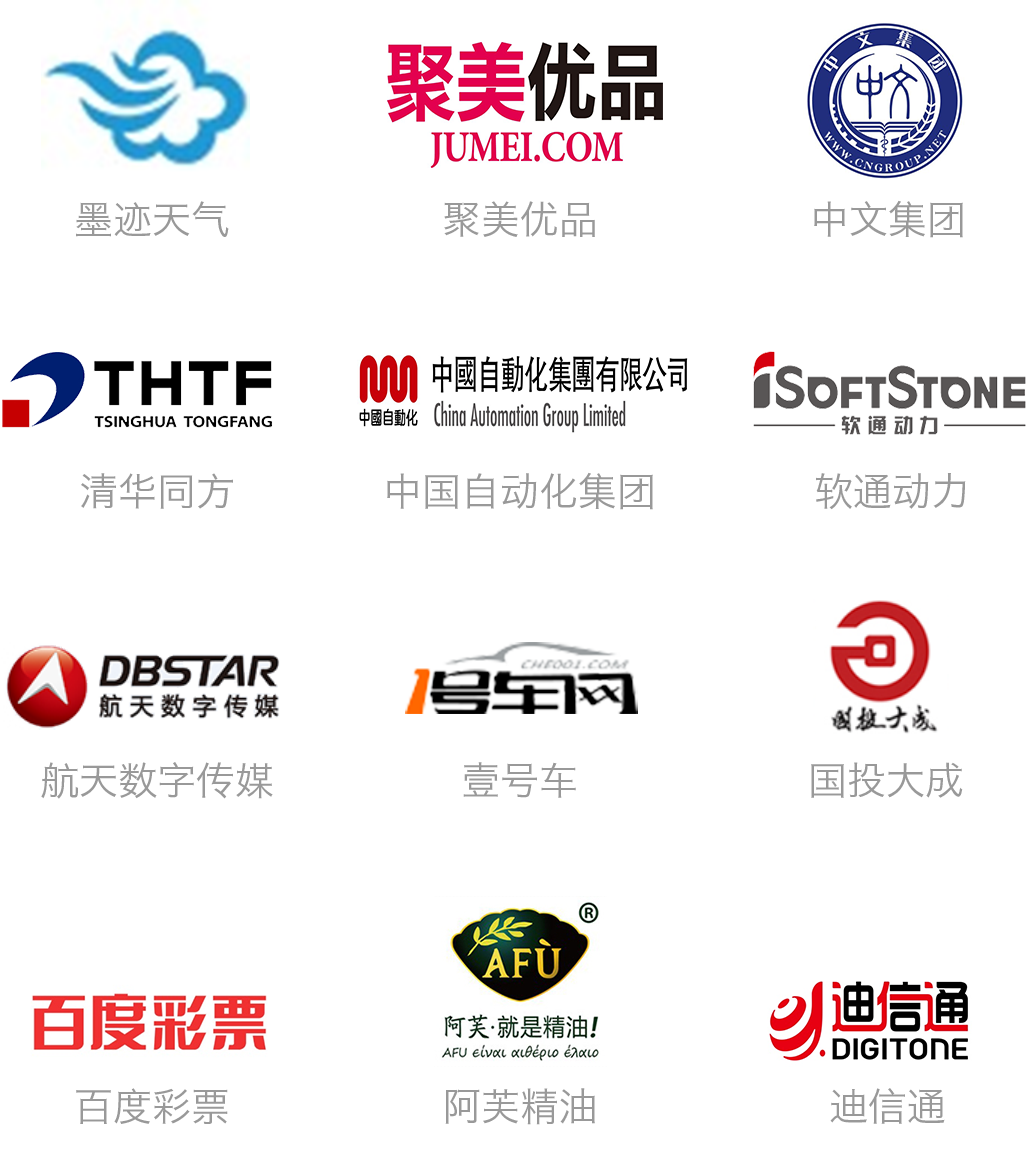 聚美优品
JUMEI.COM
中文集团
中文
WWW.CNGROUP.NET
墨迹天气
聚美优品
中文集团
THTF
TSINGHUA TONGFANG
中國自動化
中國自動化集團有限公司
China Automation Group Limited
iSOFTSTONE
软通动力
清华同方
中国自动化集团
软通动力
DBSTAR
航天数字传媒
CHE001.COM
1号车网
国投大成
航天数字传媒
壹号车
国投大成
百度彩票
AFÙ
®
阿芙·就是精油!
AFU είναι αιθέριο έλαιο
迪信通
DIGITONE
百度彩票
阿芙精油
迪信通